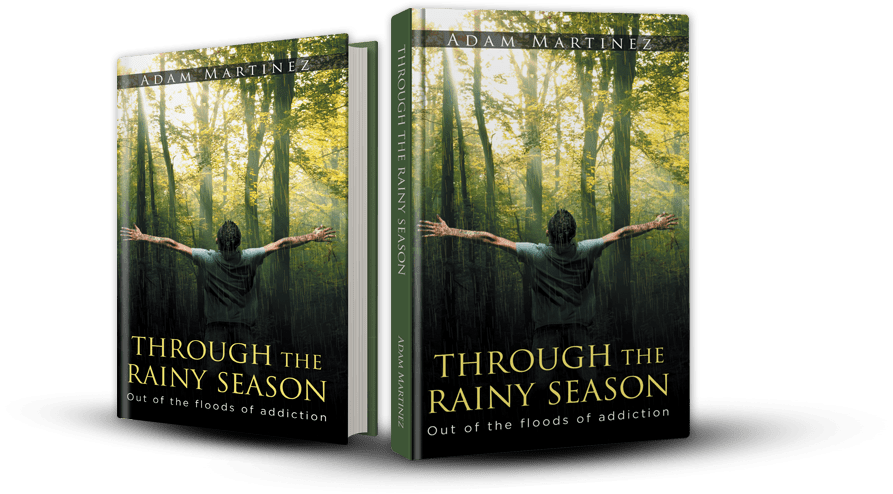 ADAM MARTINEZ
THROUGH THE
RAINY SEASON
Out of the floods of addiction
THROUGH THE RAINY SEASON
ADAM MARTINEZ
ADAM MARTINEZ
THROUGH THE
RAINY SEASON
Out of the floods of addiction